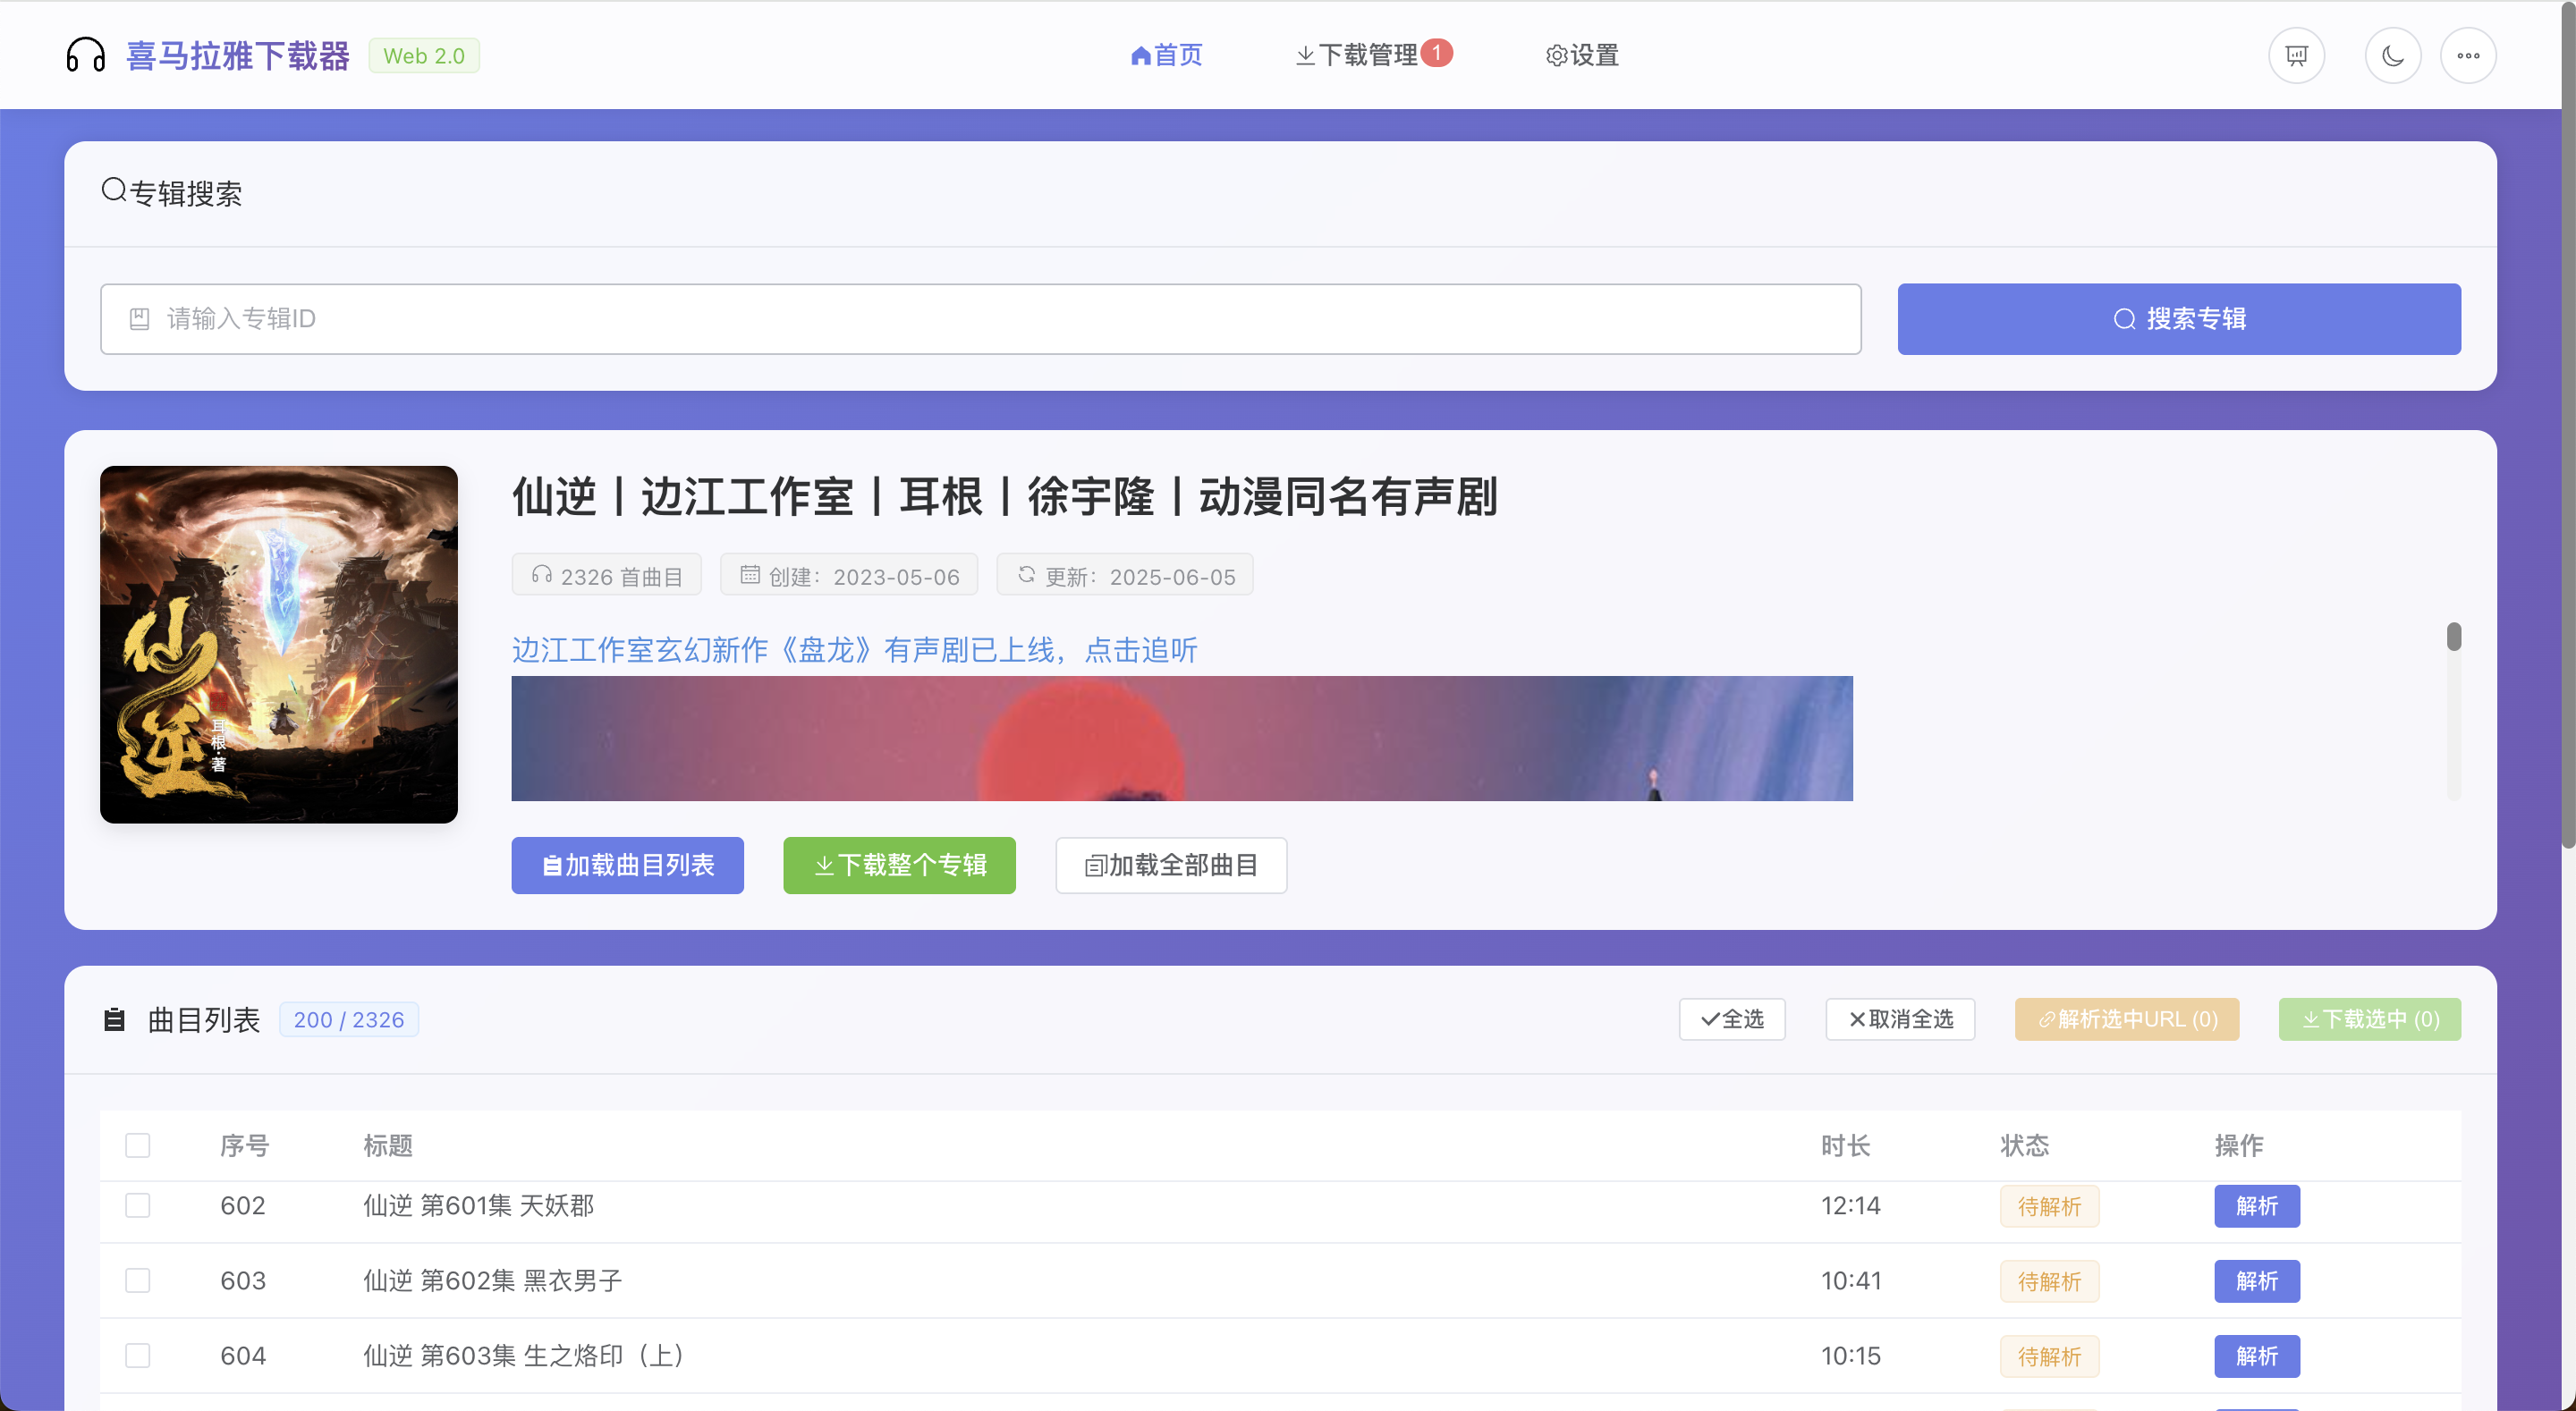 喜马拉雅下载器 Web 2.0 首页 下载管理 1 设置
专辑搜索
请输入专辑ID 搜索专辑
仙逆丨边江工作室丨耳根丨徐宇隆丨动漫同名有声剧
2326 首曲目 创建：2023-05-06 更新：2025-06-05
边江工作室玄幻新作《盘龙》有声剧已上线，点击追听
仙逆
耳根·著
加载曲目列表 下载整个专辑 加载全部曲目
曲目列表 200 / 2326 全选 取消全选 解析选中URL (0) 下载选中 (0)
序号 标题 时长 状态 操作
602 仙逆 第601集 天妖郡 12:14 待解析 解析
603 仙逆 第602集 黑衣男子 10:41 待解析 解析
604 仙逆 第603集 生之烙印（上） 10:15 待解析 解析